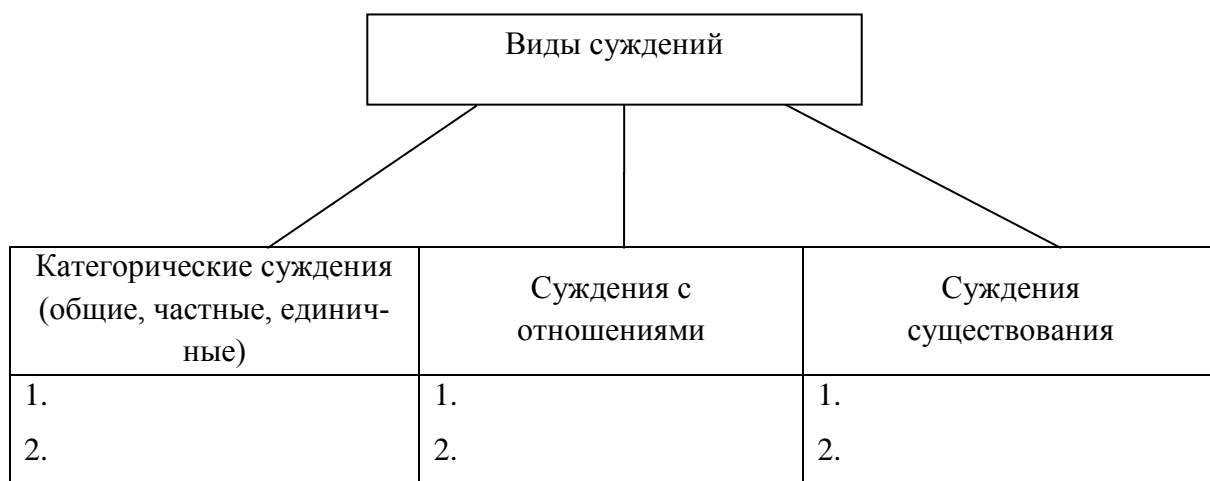 Виды суждений
Категорические суждения
(общие, частные, единич-
ные)
Суждения с
отношениями
Суждения
существования
1.
2.
1.
2.
1.
2.